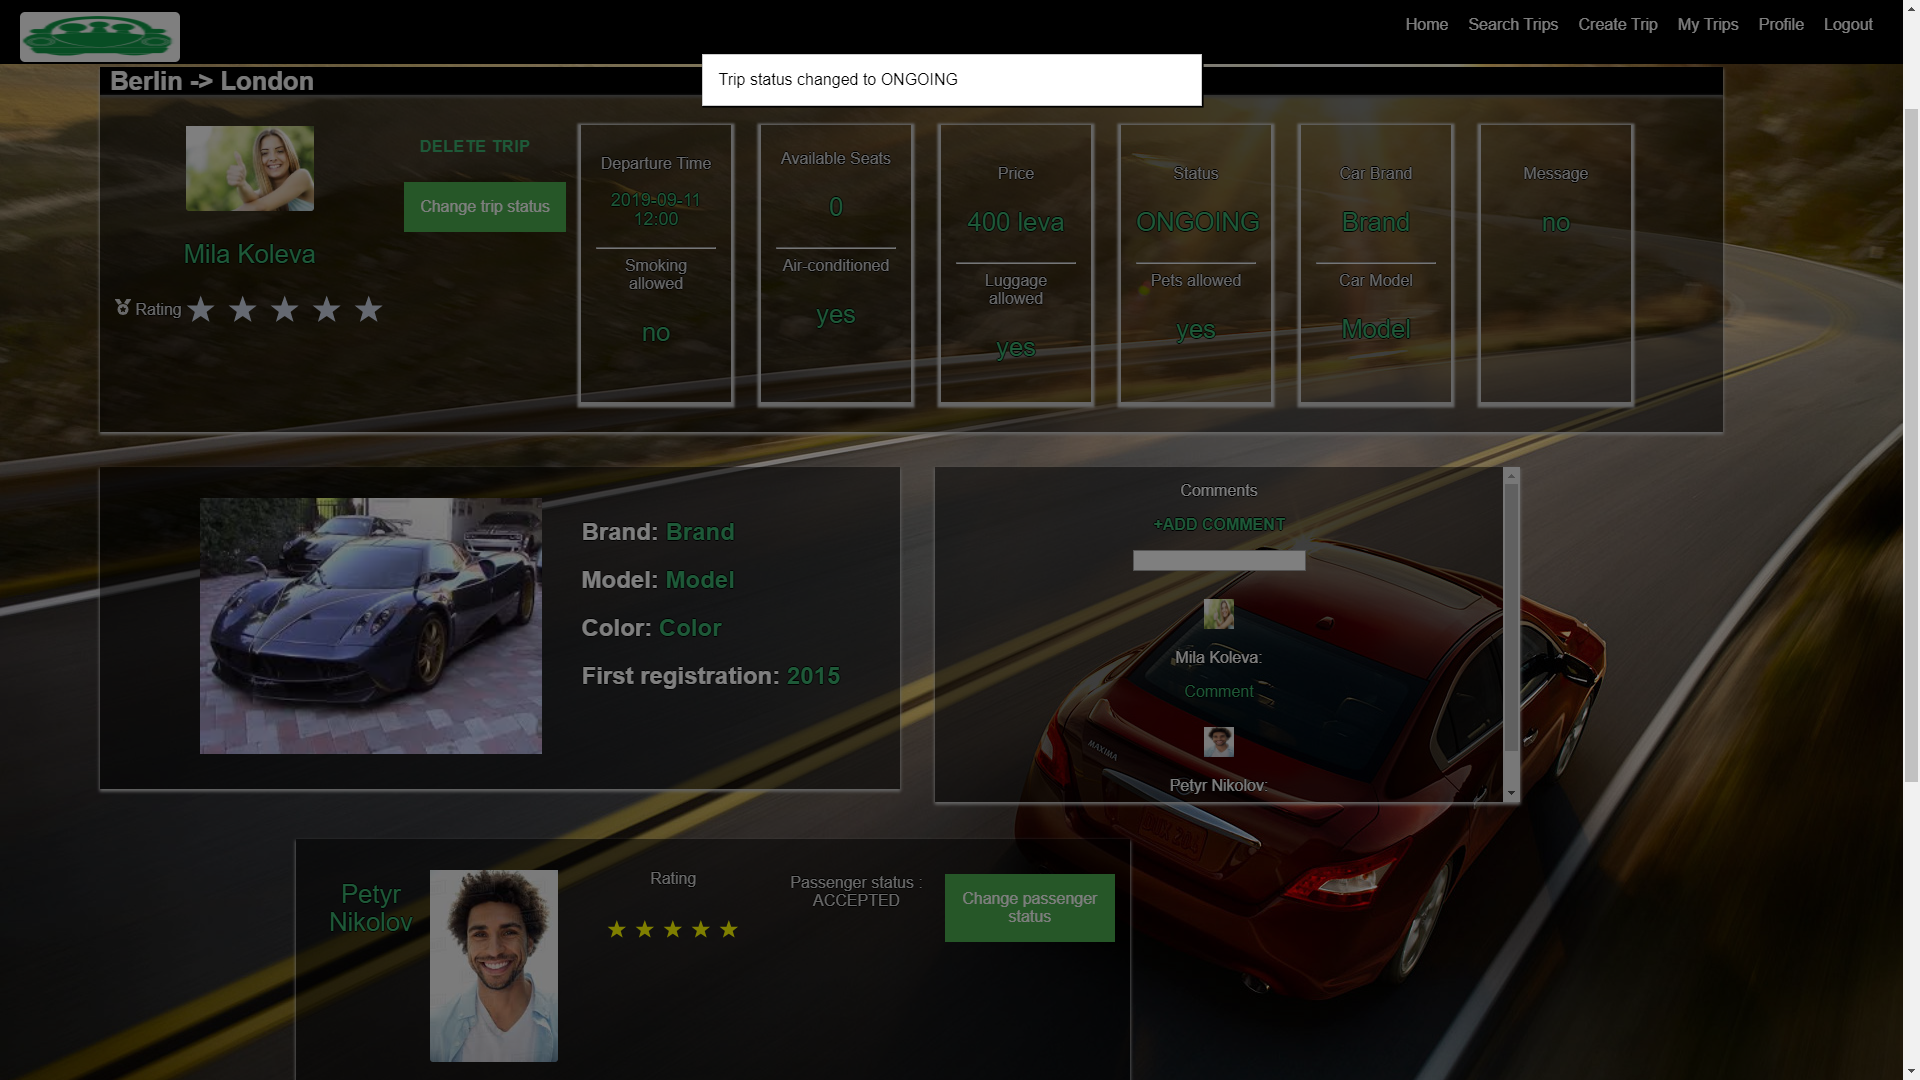 Home Search Trips Create Trip My Trips Profile Logout
Trip status changed to ONGOING
Berlin -> London
Mila Koleva
Rating
DELETE TRIP
Change trip status
Departure Time
2019-09-11
12:00
Smoking
allowed
no
Available Seats
0
Air-conditioned
yes
Price
400 leva
Luggage
allowed
yes
Status
ONGOING
Pets allowed
yes
Car Brand
Brand
Car Model
Model
Message
no
Brand: Brand
Model: Model
Color: Color
First registration: 2015
Comments
+ADD COMMENT
Mila Koleva:
Comment
Petyr Nikolov:
MAXIMA
Petyr
Nikolov
Rating
Passenger status :
ACCEPTED
Change passenger
status